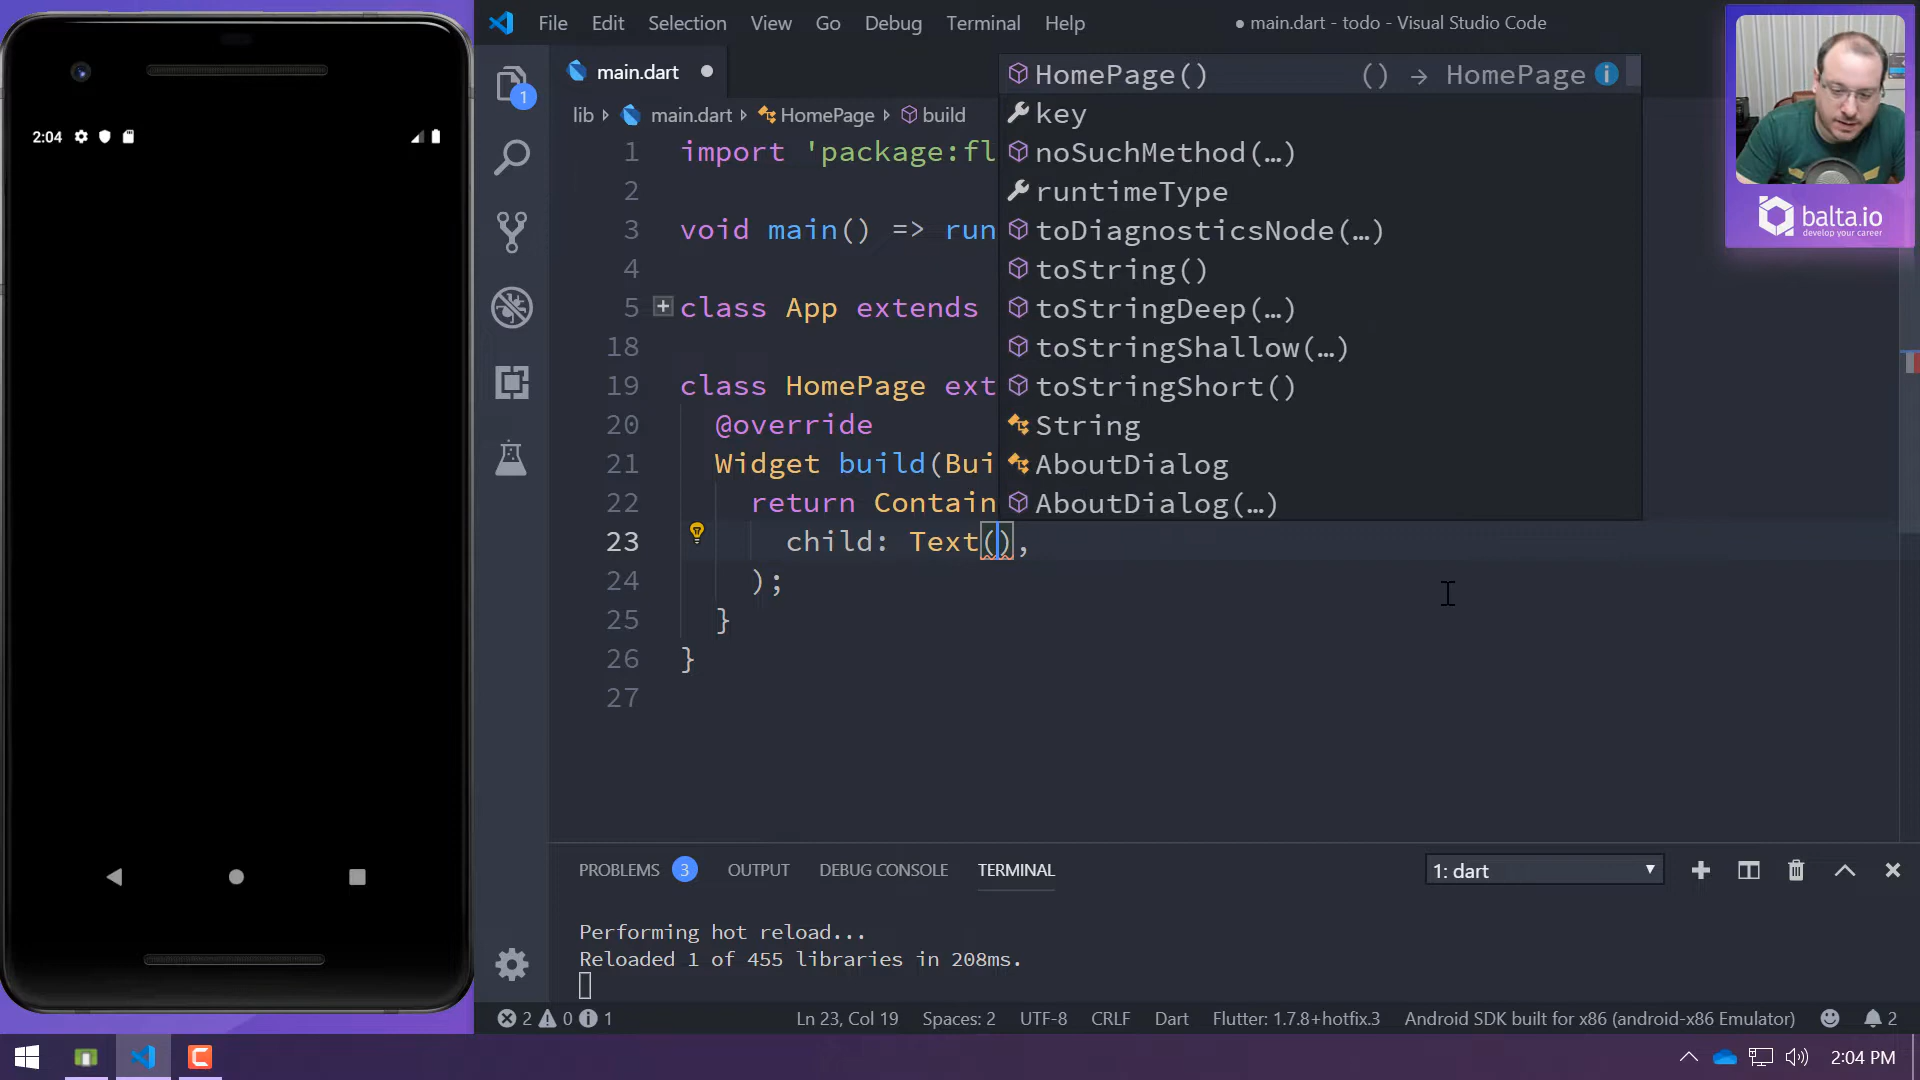 2:04
File Edit Selection View Go Debug Terminal Help
● main.dart - todo - Visual Studio Code
main.dart
lib main.dart HomePage build
1
1 import 'package:fl
2
3 void main() => run
4
5 class App extends
18
19 class HomePage ext
20 @override
21 Widget build(Bui
22 return Contain
23 child: Text(),
24 );
25 }
26 }
27
HomePage() () → HomePage
key
noSuchMethod(…)
runtimeType
toDiagnosticsNode(…)
toString()
toStringDeep(…)
toStringShallow(…)
toStringShort()
String
AboutDialog
AboutDialog(…)
balta.io
develop your career
PROBLEMS 3 OUTPUT DEBUG CONSOLE TERMINAL
1: dart
Performing hot reload...
Reloaded 1 of 455 libraries in 208ms.
2 0 1 Ln 23, Col 19 Spaces: 2 UTF-8 CRLF Dart Flutter: 1.7.8+hotfix.3 Android SDK built for x86 (android-x86 Emulator) 2
2:04 PM